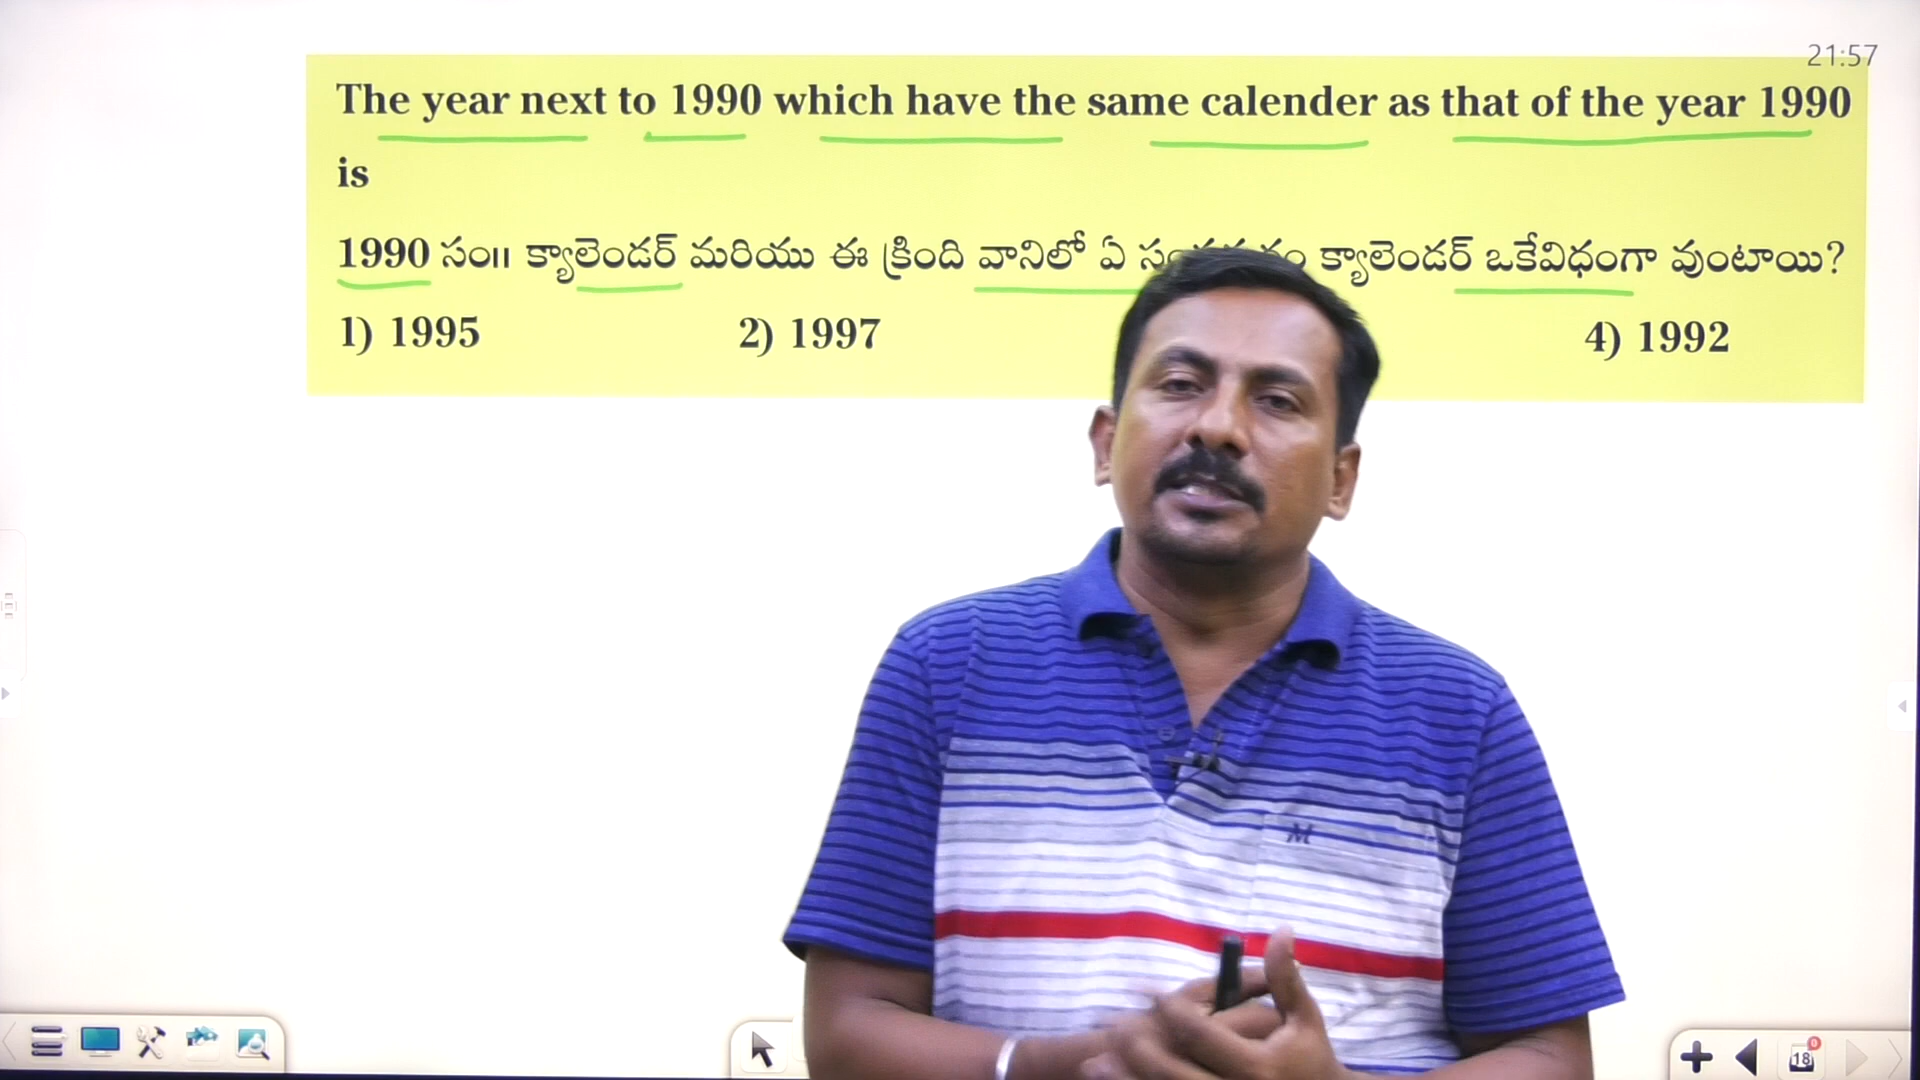 21:57
The year next to 1990 which have the same calender as that of the year 1990
is
1990 సం॥ క్యాలెండర్ మరియు ఈ క్రింది వానిలో ఏ క్యాలెండర్ ఒకేవిధంగా వుంటాయి?
1) 1995 2) 1997 4) 1992
M
18
0